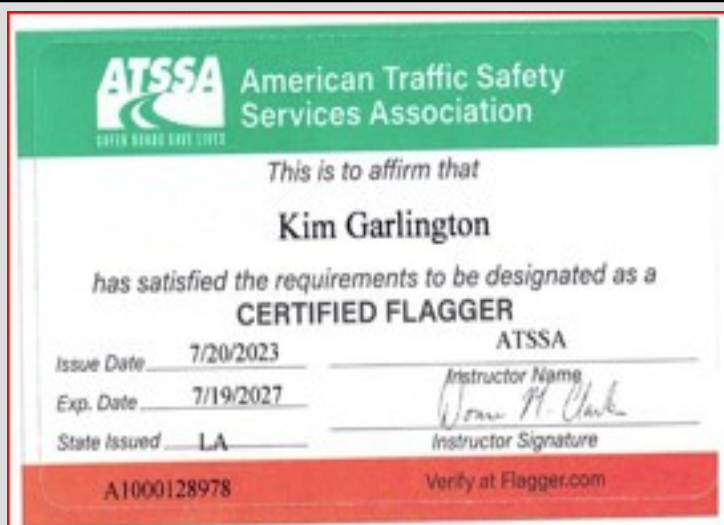 ATSSA
SAFER ROADS SAVE LIVES
American Traffic Safety
Services Association
This is to affirm that
Kim Garlington
has satisfied the requirements to be designated as a
CERTIFIED FLAGGER
Issue Date 7/20/2023
ATSSA
Instructor Name
Exp. Date 7/19/2027
State Issued LA
Instructor Signature
A1000128978
Verify at Flagger.com